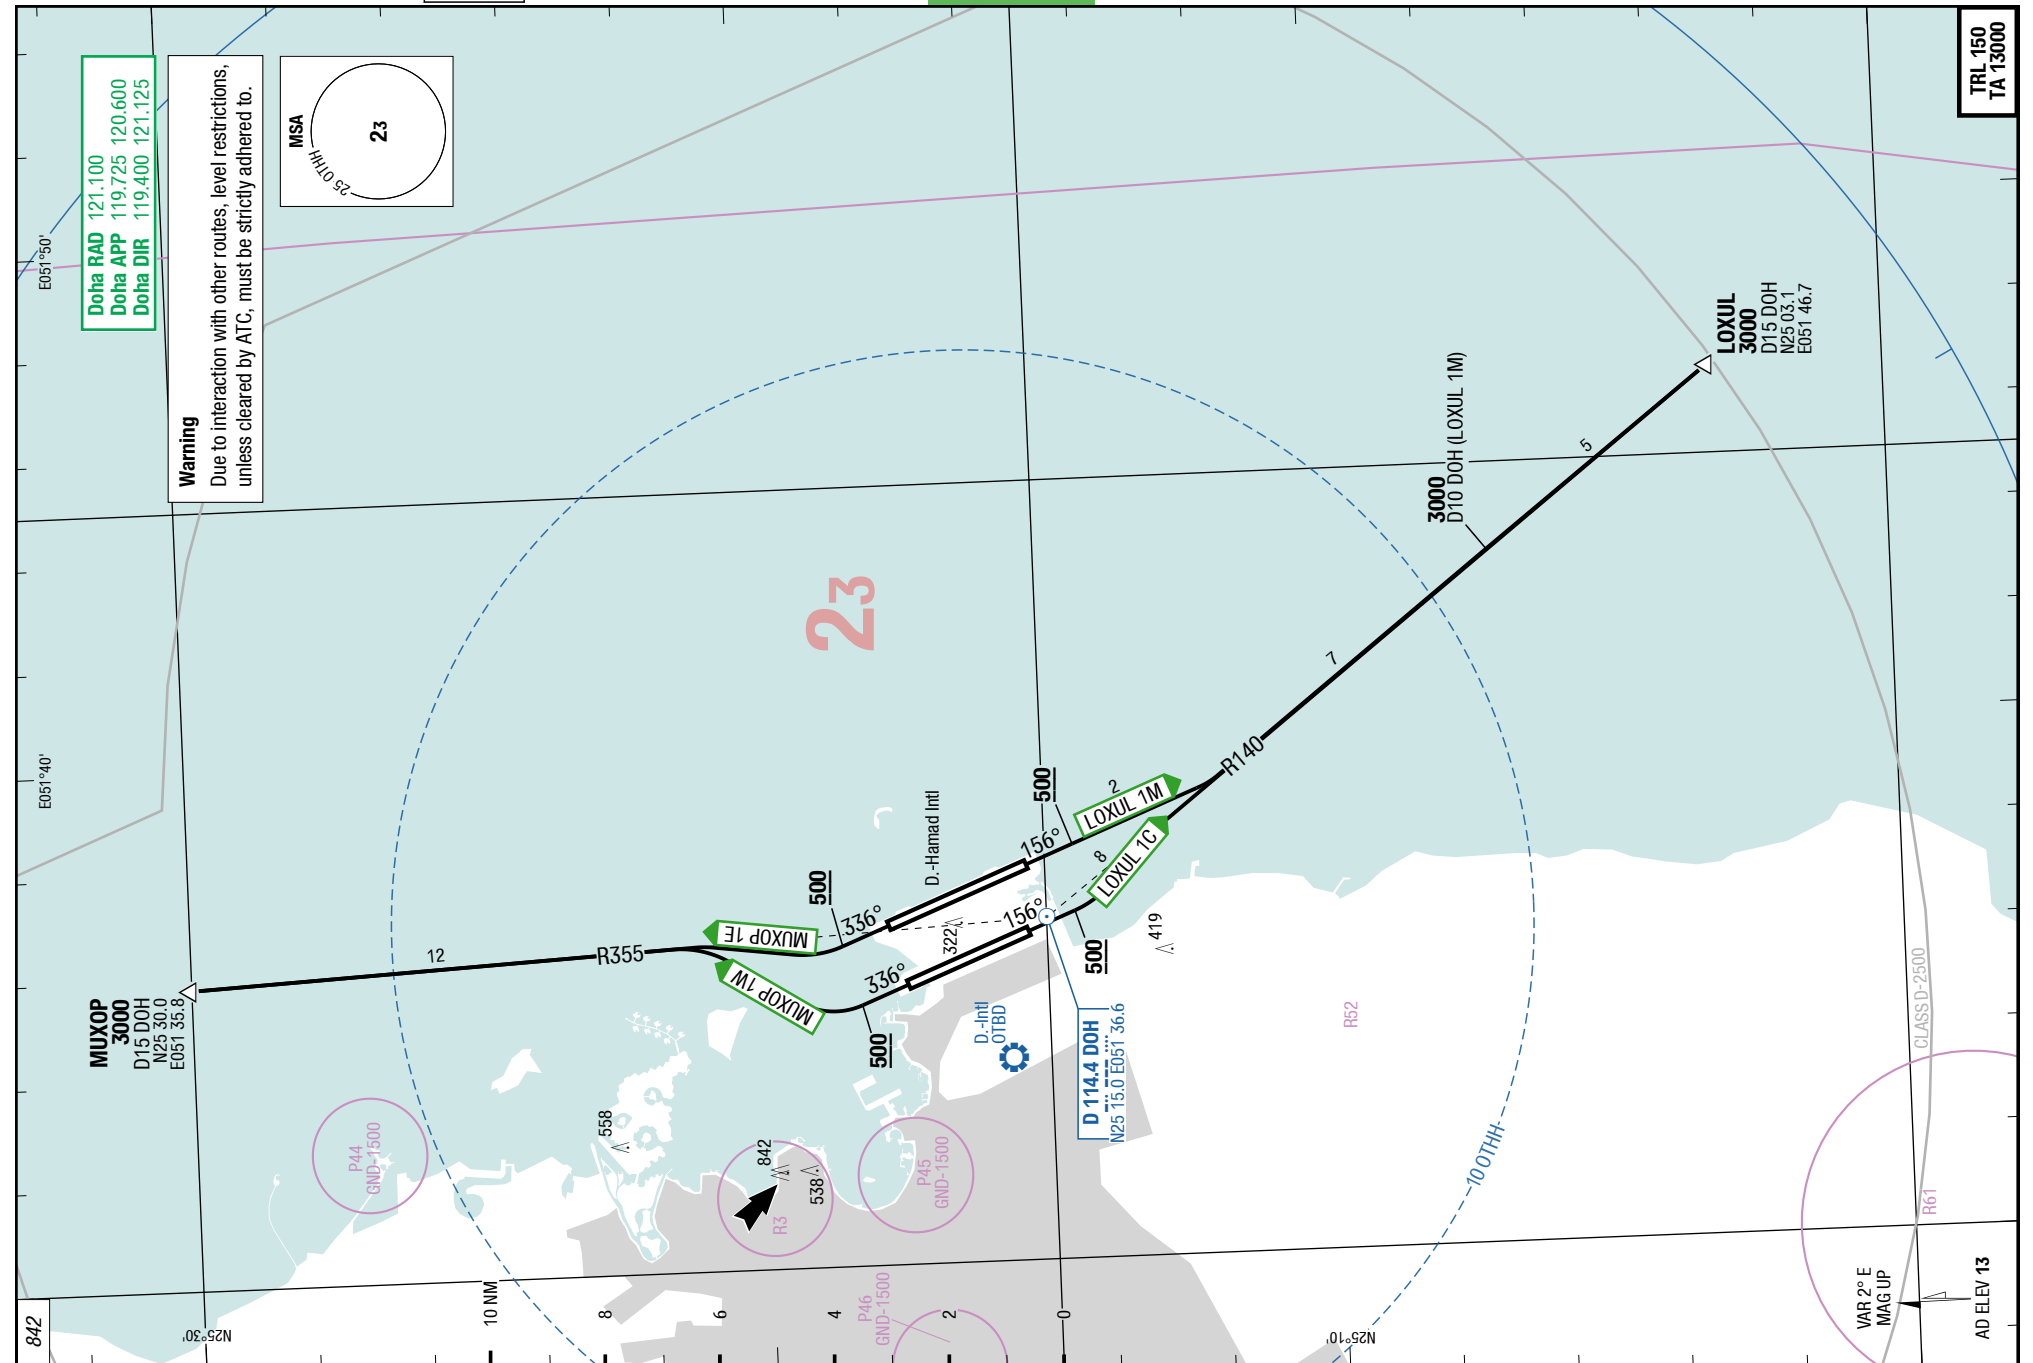 TRL 150
TA 13000
Doha RAD 121.100
Doha APP 119.725 120.600
Doha DIR 119.400 121.125
Warning
Due to interaction with other routes, level restrictions,
unless cleared by ATC, must be strictly adhered to.
MSA
25 OTHH
23
E051°50'
E051°40'
23
LOXUL
3000
D15 DOH
N25 03.1
E051 46.7
3000
D10 DOH (LOXUL 1M)
5
7
R140
500
2
LOXUL 1M
156°
8
LOXUL 1C
156°
500
419
D.-Hamad Intl
322
500
336°
MUXOP 1E
336°
MUXOP 1W
500
R355
12
MUXOP
3000
D15 DOH
N25 30.0
E051 35.8
D.-Intl
OTBD
D 114.4 DOH
N25 15.0 E051 36.6
R52
CLASS D-2500
10 OTHH
R61
P44
GND-1500
558
842
538
R3
P45
GND-1500
P46
GND-1500
10 NM
8
6
4
2
0
N25°30'
N25°10'
842
VAR 2° E
MAG UP
AD ELEV 13